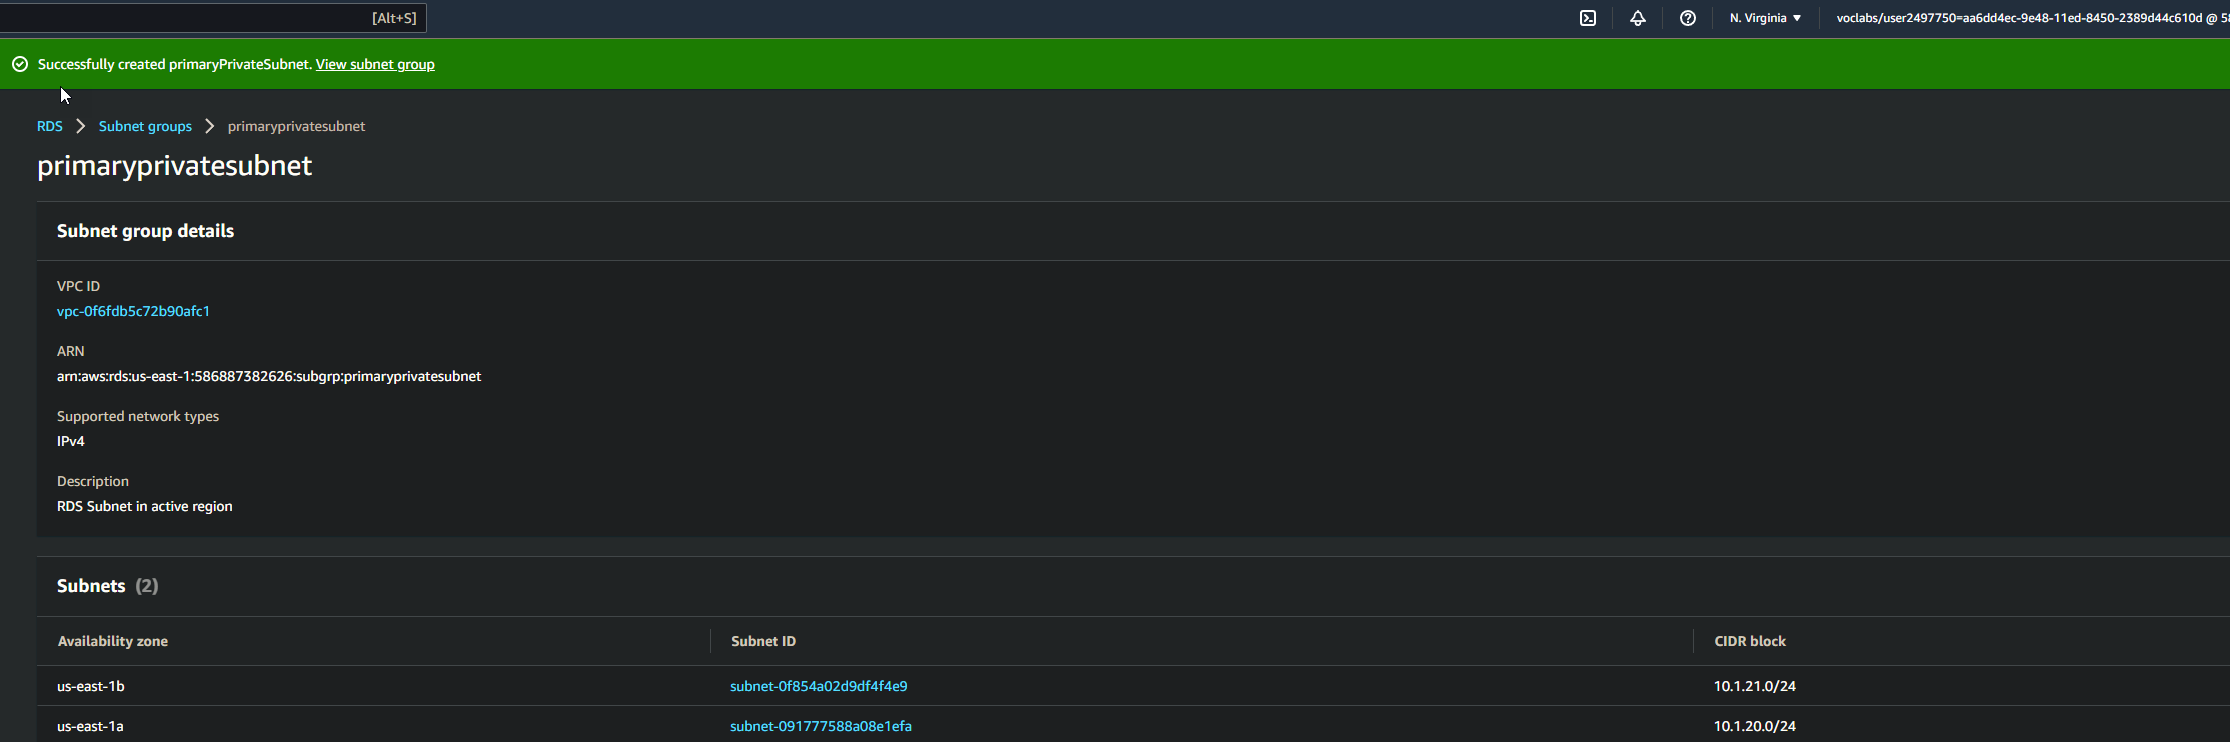 [Alt+S]
N. Virginia
voclabs/user2497750=aa6dd4ec-9e48-11ed-8450-2389d44c610d @ 58
Successfully created primaryPrivateSubnet. View subnet group
RDS
Subnet groups
primaryprivatesubnet
primaryprivatesubnet
Subnet group details
VPC ID
vpc-0f6fdb5c72b90afc1
ARN
arn:aws:rds:us-east-1:586887382626:subgrp:primaryprivatesubnet
Supported network types
IPv4
Description
RDS Subnet in active region
Subnets (2)
Availability zone
Subnet ID
CIDR block
us-east-1b
subnet-0f854a02d9df4f4e9
10.1.21.0/24
us-east-1a
subnet-091777588a08e1efa
10.1.20.0/24